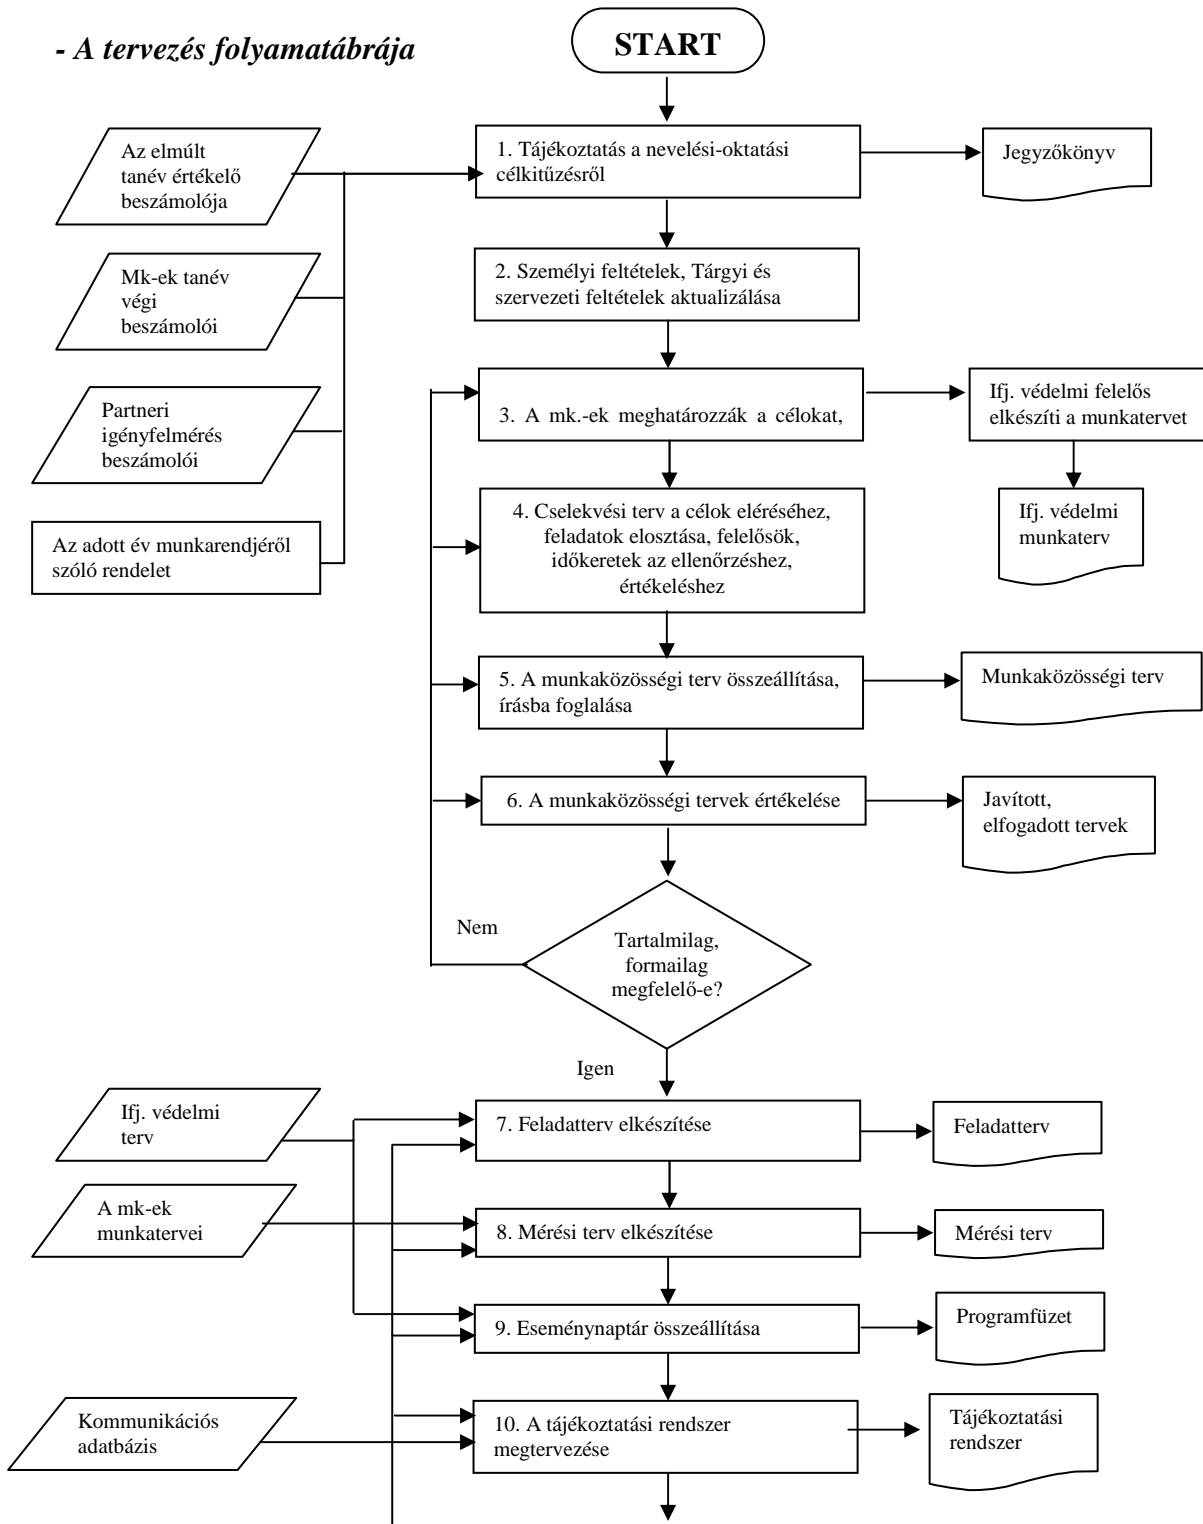 - A tervezés folyamatábrája
START
Az elmúlt
tanév értékelő
beszámolója
1. Tájékoztatás a nevelési-oktatási
célkitűzésről
Jegyzőkönyv
Mk-ek tanév
végi
beszámolói
2. Személyi feltételek, Tárgyi és
szervezeti feltételek aktualizálása
Partneri
igényfelmérés
beszámolói
3. A mk.-ek meghatározzák a célokat,
Ifj. védelmi felelős
elkészíti a munkatervet
Az adott év munkarendjéről
szóló rendelet
4. Cselekvési terv a célok eléréséhez,
feladatok elosztása, felelősök,
időkeretek az ellenőrzéshez,
értékeléshez
Ifj. védelmi
munkaterv
5. A munkaközösségi terv összeállítása,
írásba foglalása
Munkaközösségi terv
6. A munkaközösségi tervek értékelése
Javított,
elfogadott tervek
Nem
Tartalmilag,
formailag
megfelelő-e?
Igen
Ifj. védelmi
terv
7. Feladatterv elkészítése
Feladatterv
A mk-ek
munkatervei
8. Mérési terv elkészítése
Mérési terv
9. Eseménynaptár összeállítása
Programfüzet
Kommunikációs
adatbázis
10. A tájékoztatási rendszer
megtervezése
Tájékoztatási
rendszer